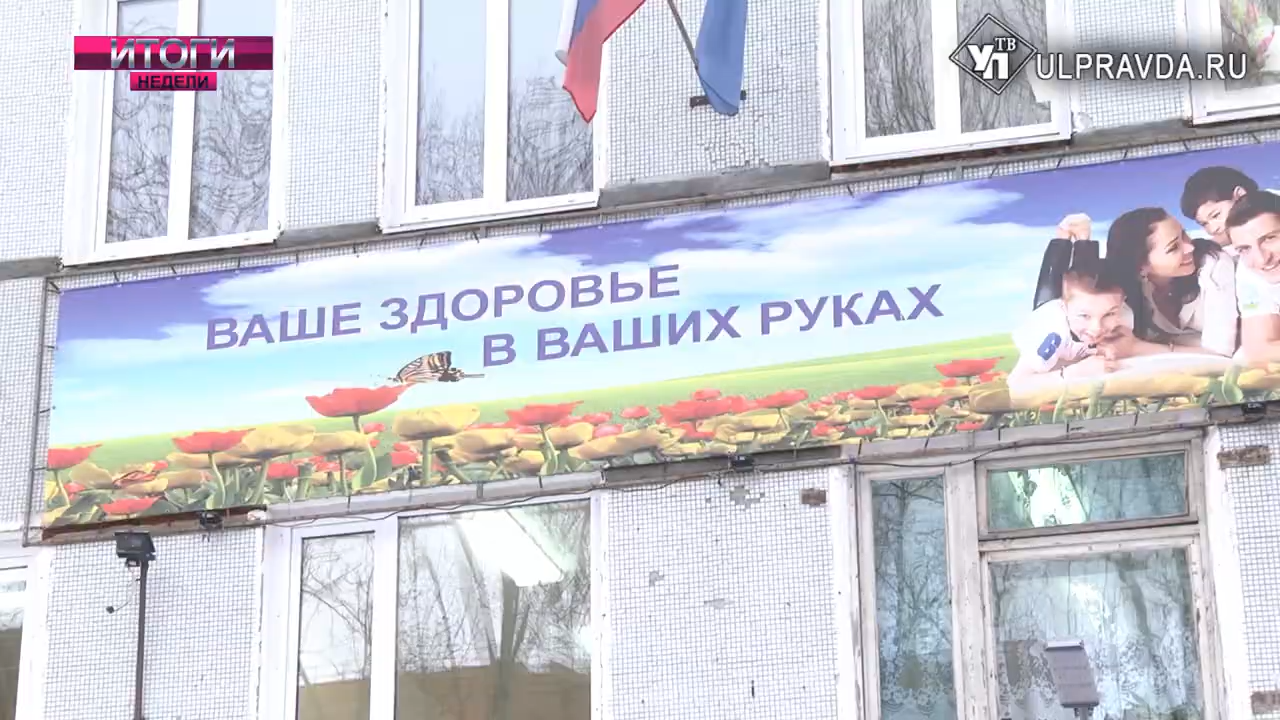 ИТОГИ
НЕДЕЛИ
УП ТВ
ULPRAVDA.RU
ВАШЕ ЗДОРОВЬЕ
В ВАШИХ РУКАХ
B